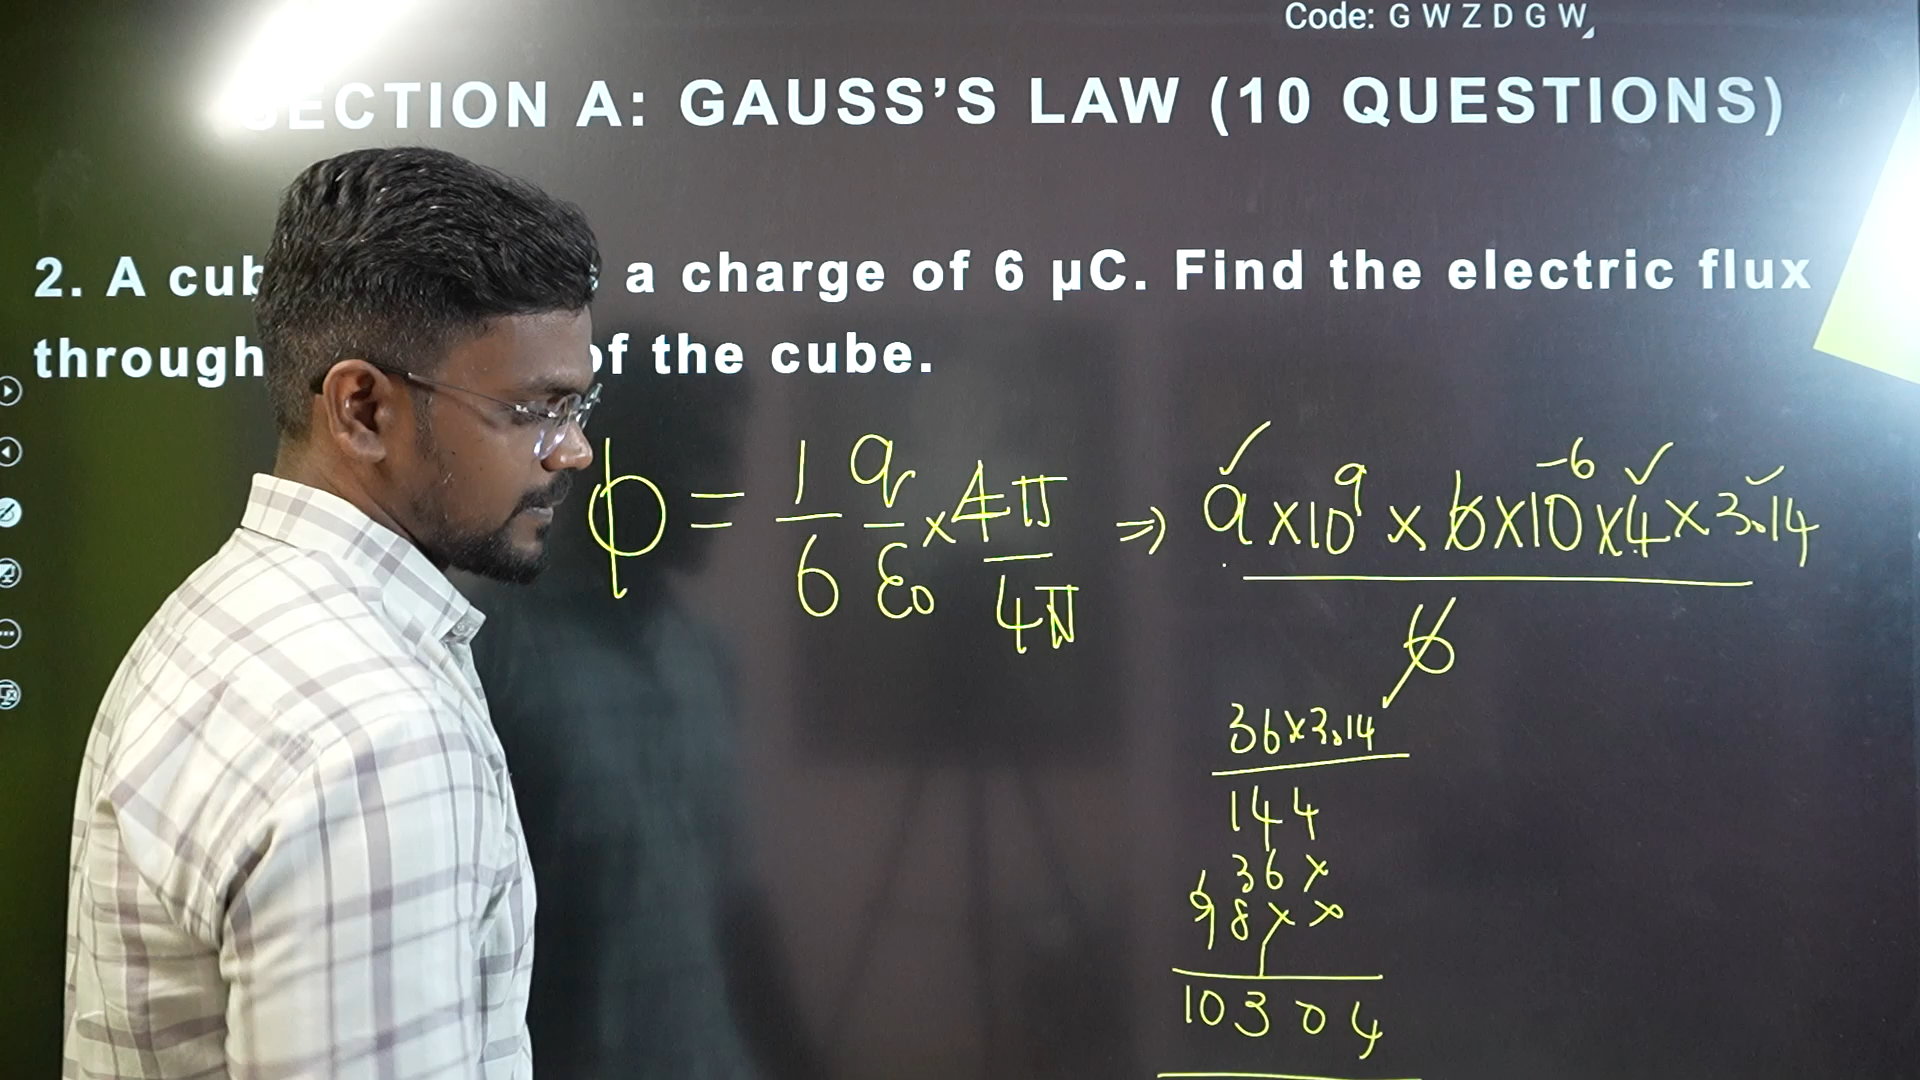 Code: G W Z D G W
SECTION A: GAUSS’S LAW (10 QUESTIONS)
2. A cub a charge of 6 μC. Find the electric flux
through of the cube.
ϕ = 1/6 q/ε₀ × 4π/4π ⇒ 9×10⁹ × 6×10⁻⁶ ×4×3.14
6
36×3.14
144
36×
98××
10304